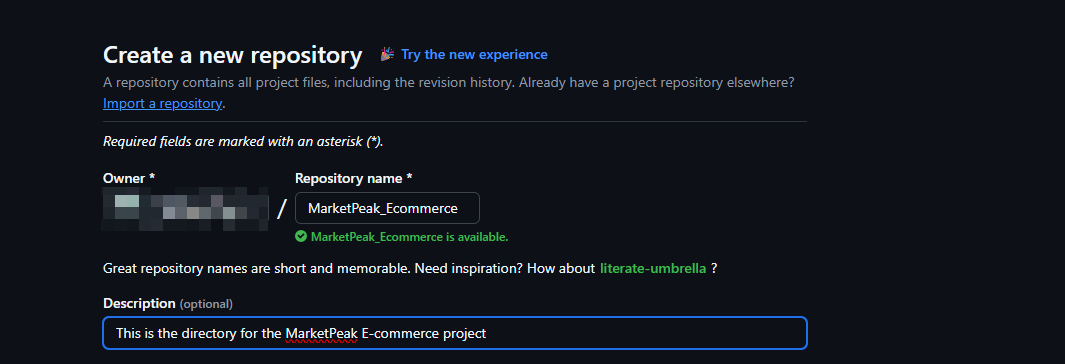 Create a new repository Try the new experience
A repository contains all project files, including the revision history. Already have a project repository elsewhere?
Import a repository.
Required fields are marked with an asterisk (*).
Owner * Repository name *
/ MarketPeak_Ecommerce
MarketPeak_Ecommerce is available.
Great repository names are short and memorable. Need inspiration? How about literate-umbrella ?
Description (optional)
This is the directory for the MarketPeak E-commerce project